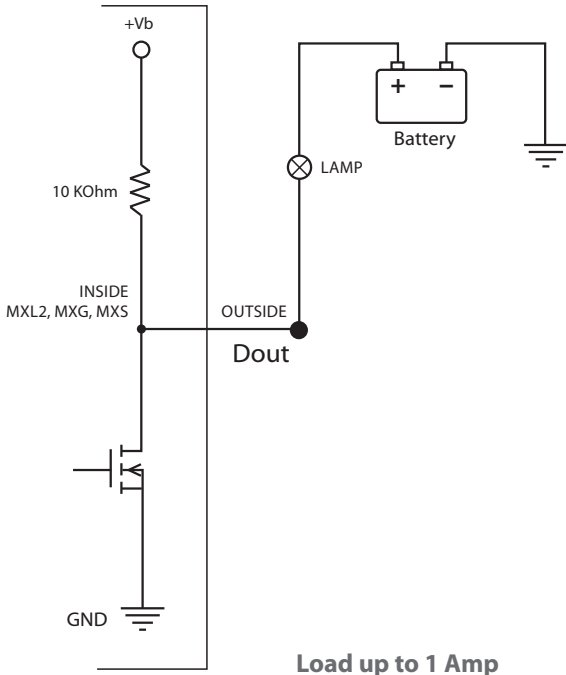 +Vb
+ −
Battery
LAMP
10 KOhm
INSIDE
MXL2, MXG, MXS
OUTSIDE
Dout
GND
Load up to 1 Amp